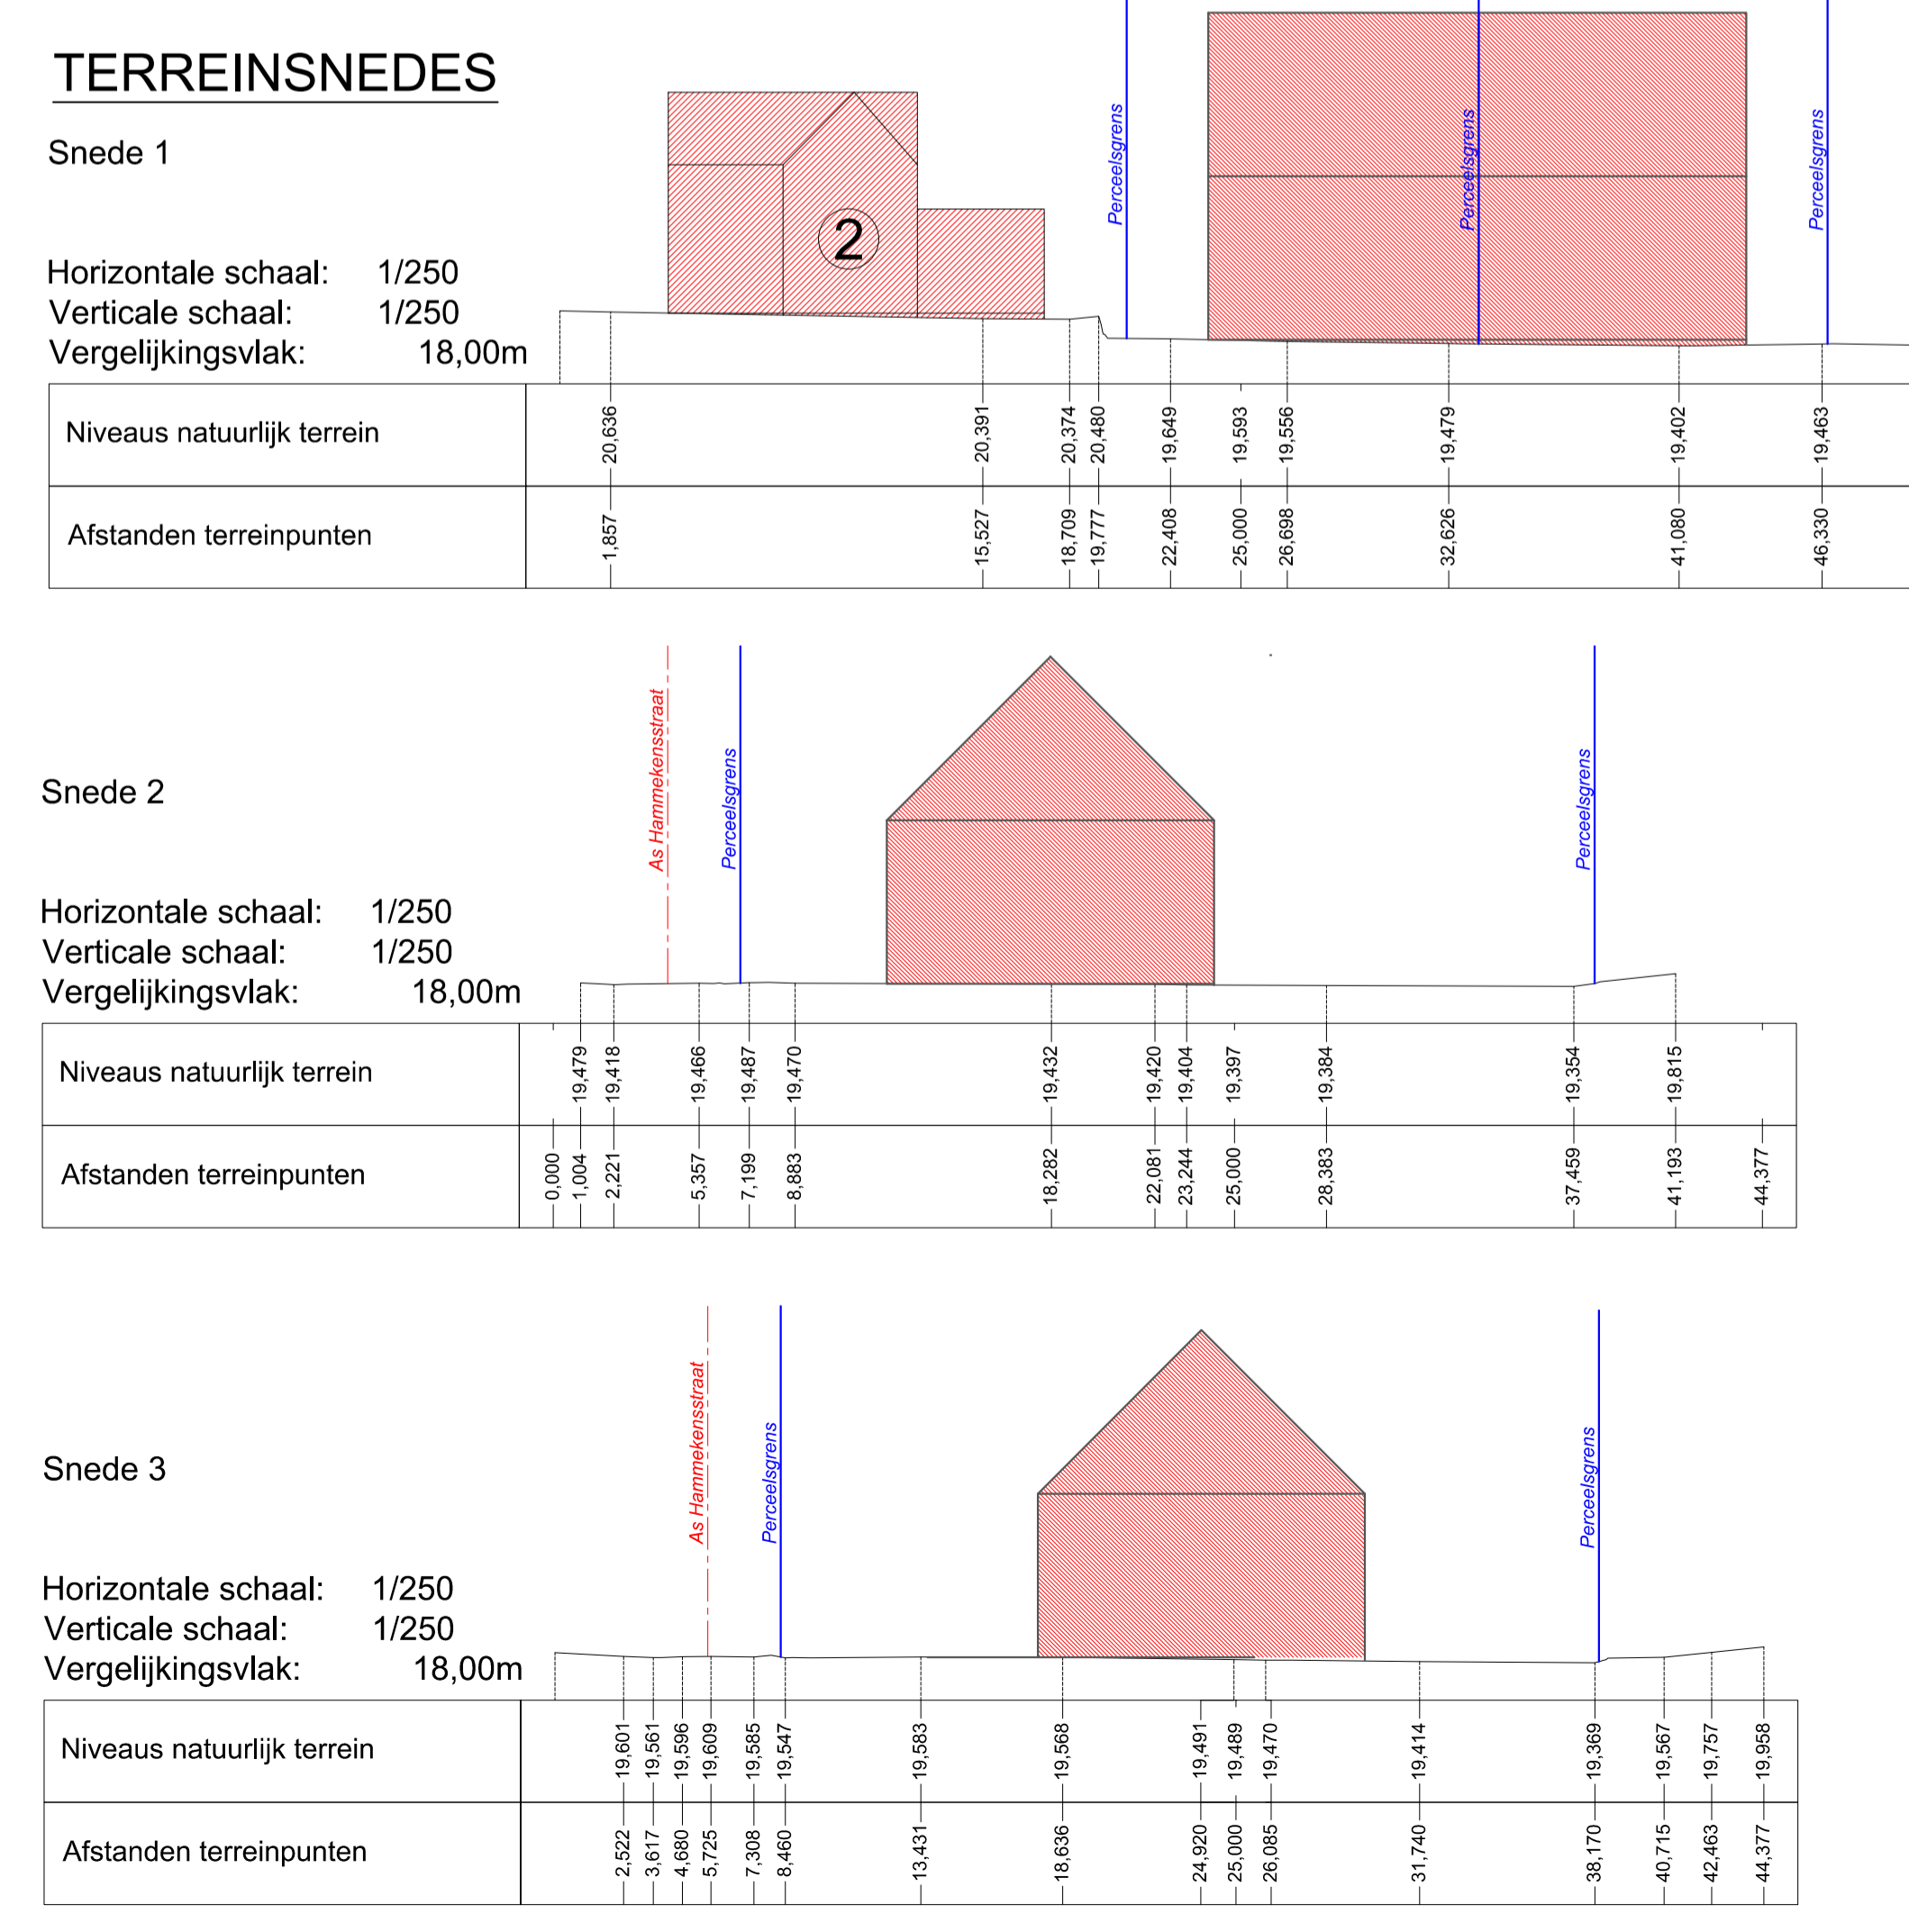 TERREINSNEDES
Snede 1
Horizontale schaal: 1/250
Verticale schaal: 1/250
Vergelijkingsvlak: 18,00m
2
Perceelsgrens
Perceelsgrens
Perceelsgrens
Niveaus natuurlijk terrein 20,636 20,391 20,374 20,480 19,649 19,593 19,556 19,479 19,402 19,463
Afstanden terreinpunten 1,857 15,527 18,709 19,777 22,408 25,000 26,698 32,626 41,080 46,330
Snede 2
Horizontale schaal: 1/250
Verticale schaal: 1/250
Vergelijkingsvlak: 18,00m
As Hammekensstraat
Perceelsgrens
Perceelsgrens
Niveaus natuurlijk terrein 19,479 19,418 19,466 19,487 19,470 19,432 19,420 19,404 19,397 19,384 19,354 19,815
Afstanden terreinpunten 0,000 1,004 2,221 5,357 7,199 8,883 18,282 22,081 23,244 25,000 28,383 37,459 41,193 44,377
Snede 3
Horizontale schaal: 1/250
Verticale schaal: 1/250
Vergelijkingsvlak: 18,00m
As Hammekensstraat
Perceelsgrens
Perceelsgrens
Niveaus natuurlijk terrein 19,601 19,561 19,596 19,609 19,585 19,547 19,583 19,568 19,491 19,489 19,470 19,414 19,369 19,567 19,757 19,958
Afstanden terreinpunten 2,522 3,617 4,680 5,725 7,308 8,460 13,431 18,636 24,920 25,000 26,085 31,740 38,170 40,715 42,463 44,377